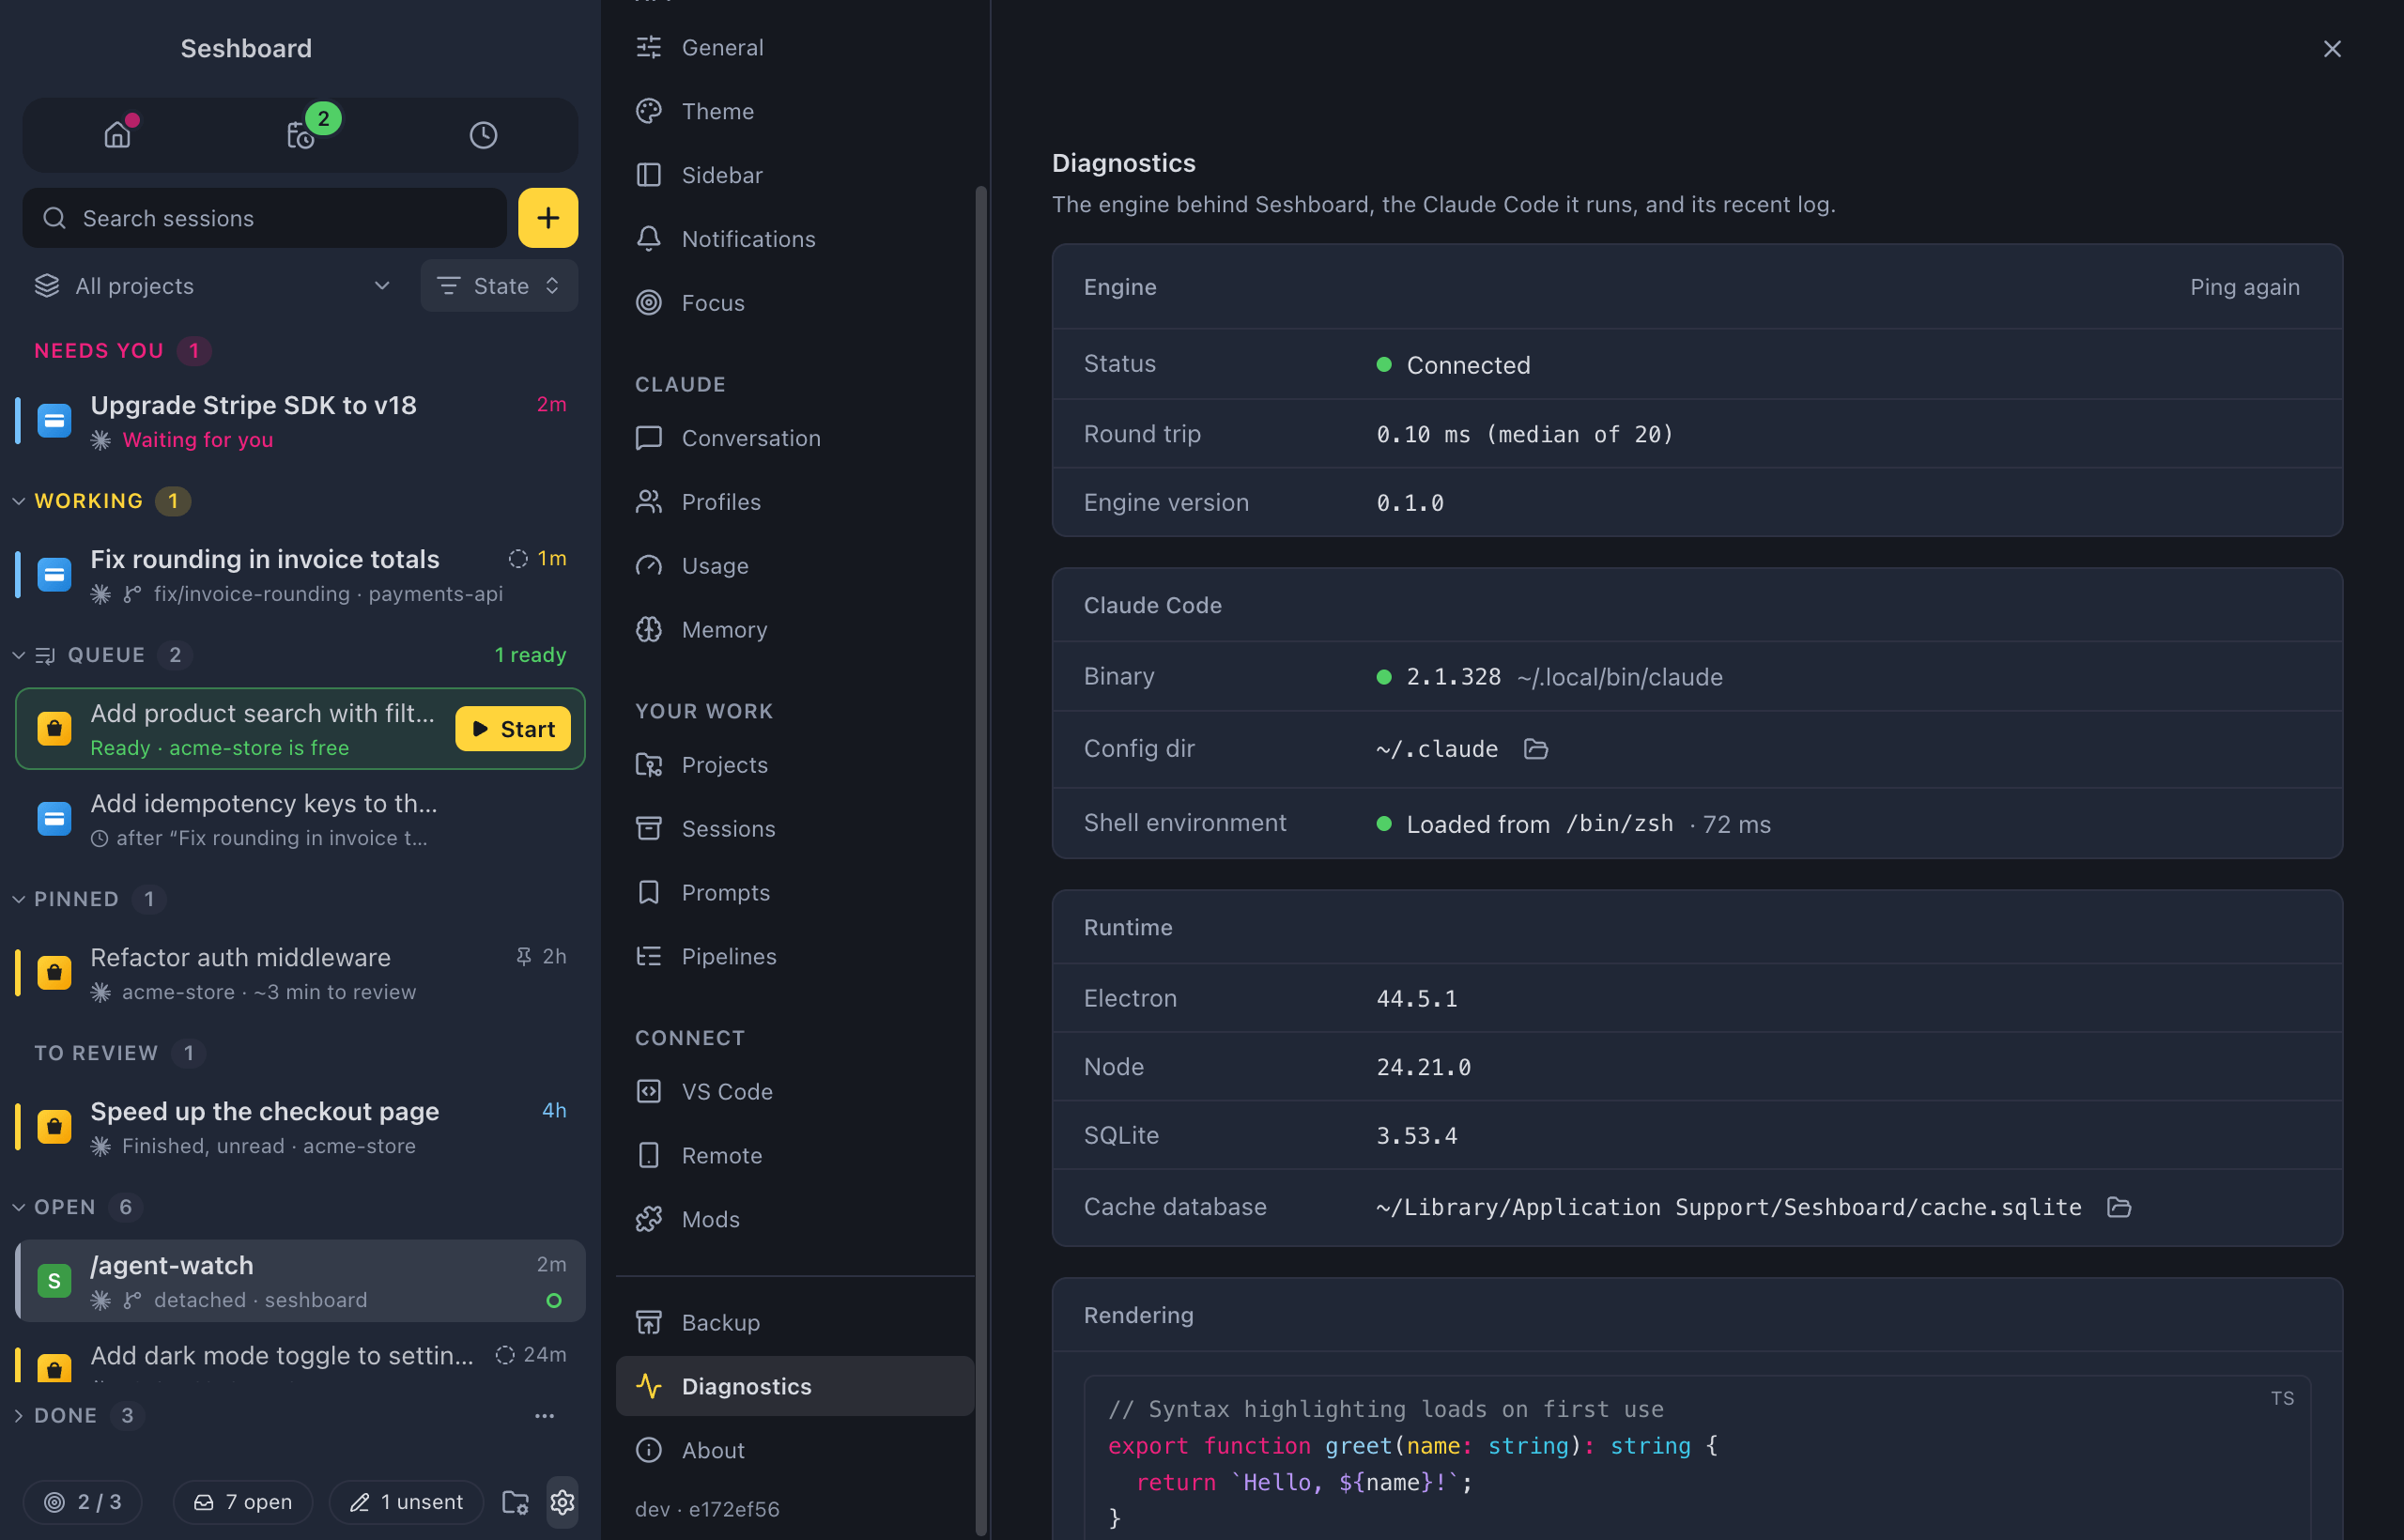 Seshboard
2
Search sessions
All projects
State
NEEDS YOU 1
Upgrade Stripe SDK to v18 2m
Waiting for you
WORKING 1
Fix rounding in invoice totals 1m
fix/invoice-rounding · payments-api
QUEUE 2 1 ready
Add product search with filt...
Ready · acme-store is free
Start
Add idempotency keys to th...
after “Fix rounding in invoice t...
PINNED 1
Refactor auth middleware 2h
acme-store · ~3 min to review
TO REVIEW 1
Speed up the checkout page 4h
Finished, unread · acme-store
OPEN 6
S
/agent-watch 2m
detached · seshboard
Add dark mode toggle to settin... 24m
DONE 3
2 / 3
7 open
1 unsent
General
Theme
Sidebar
Notifications
Focus
CLAUDE
Conversation
Profiles
Usage
Memory
YOUR WORK
Projects
Sessions
Prompts
Pipelines
CONNECT
VS Code
Remote
Mods
Backup
Diagnostics
About
dev · e172ef56
Diagnostics
The engine behind Seshboard, the Claude Code it runs, and its recent log.
Engine Ping again
Status Connected
Round trip 0.10 ms (median of 20)
Engine version 0.1.0
Claude Code
Binary 2.1.328 ~/.local/bin/claude
Config dir ~/.claude
Shell environment Loaded from /bin/zsh · 72 ms
Runtime
Electron 44.5.1
Node 24.21.0
SQLite 3.53.4
Cache database ~/Library/Application Support/Seshboard/cache.sqlite
Rendering
TS
// Syntax highlighting loads on first use
export function greet(name: string): string {
  return `Hello, ${name}!`;
}